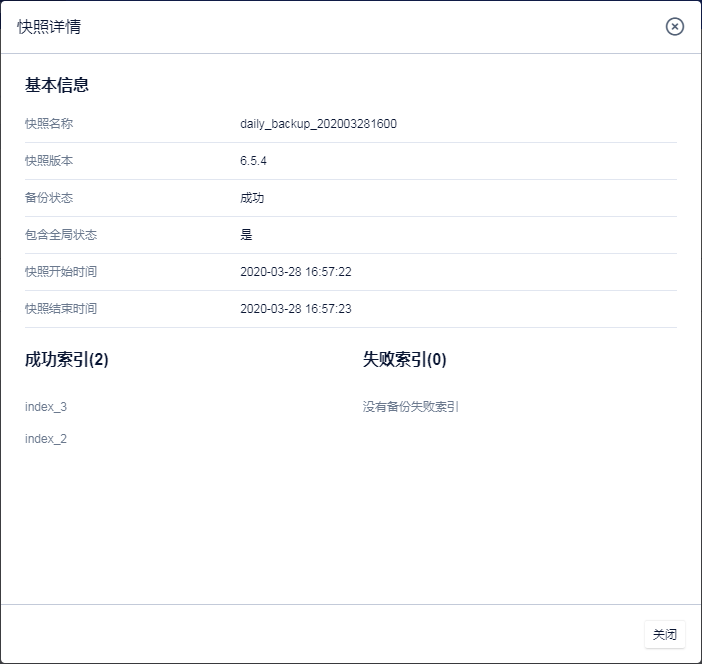 快照详情
基本信息
快照名称 daily_backup_202003281600
快照版本 6.5.4
备份状态 成功
包含全局状态 是
快照开始时间 2020-03-28 16:57:22
快照结束时间 2020-03-28 16:57:23
成功索引(2) 失败索引(0)
index_3 没有备份失败索引
index_2
关闭